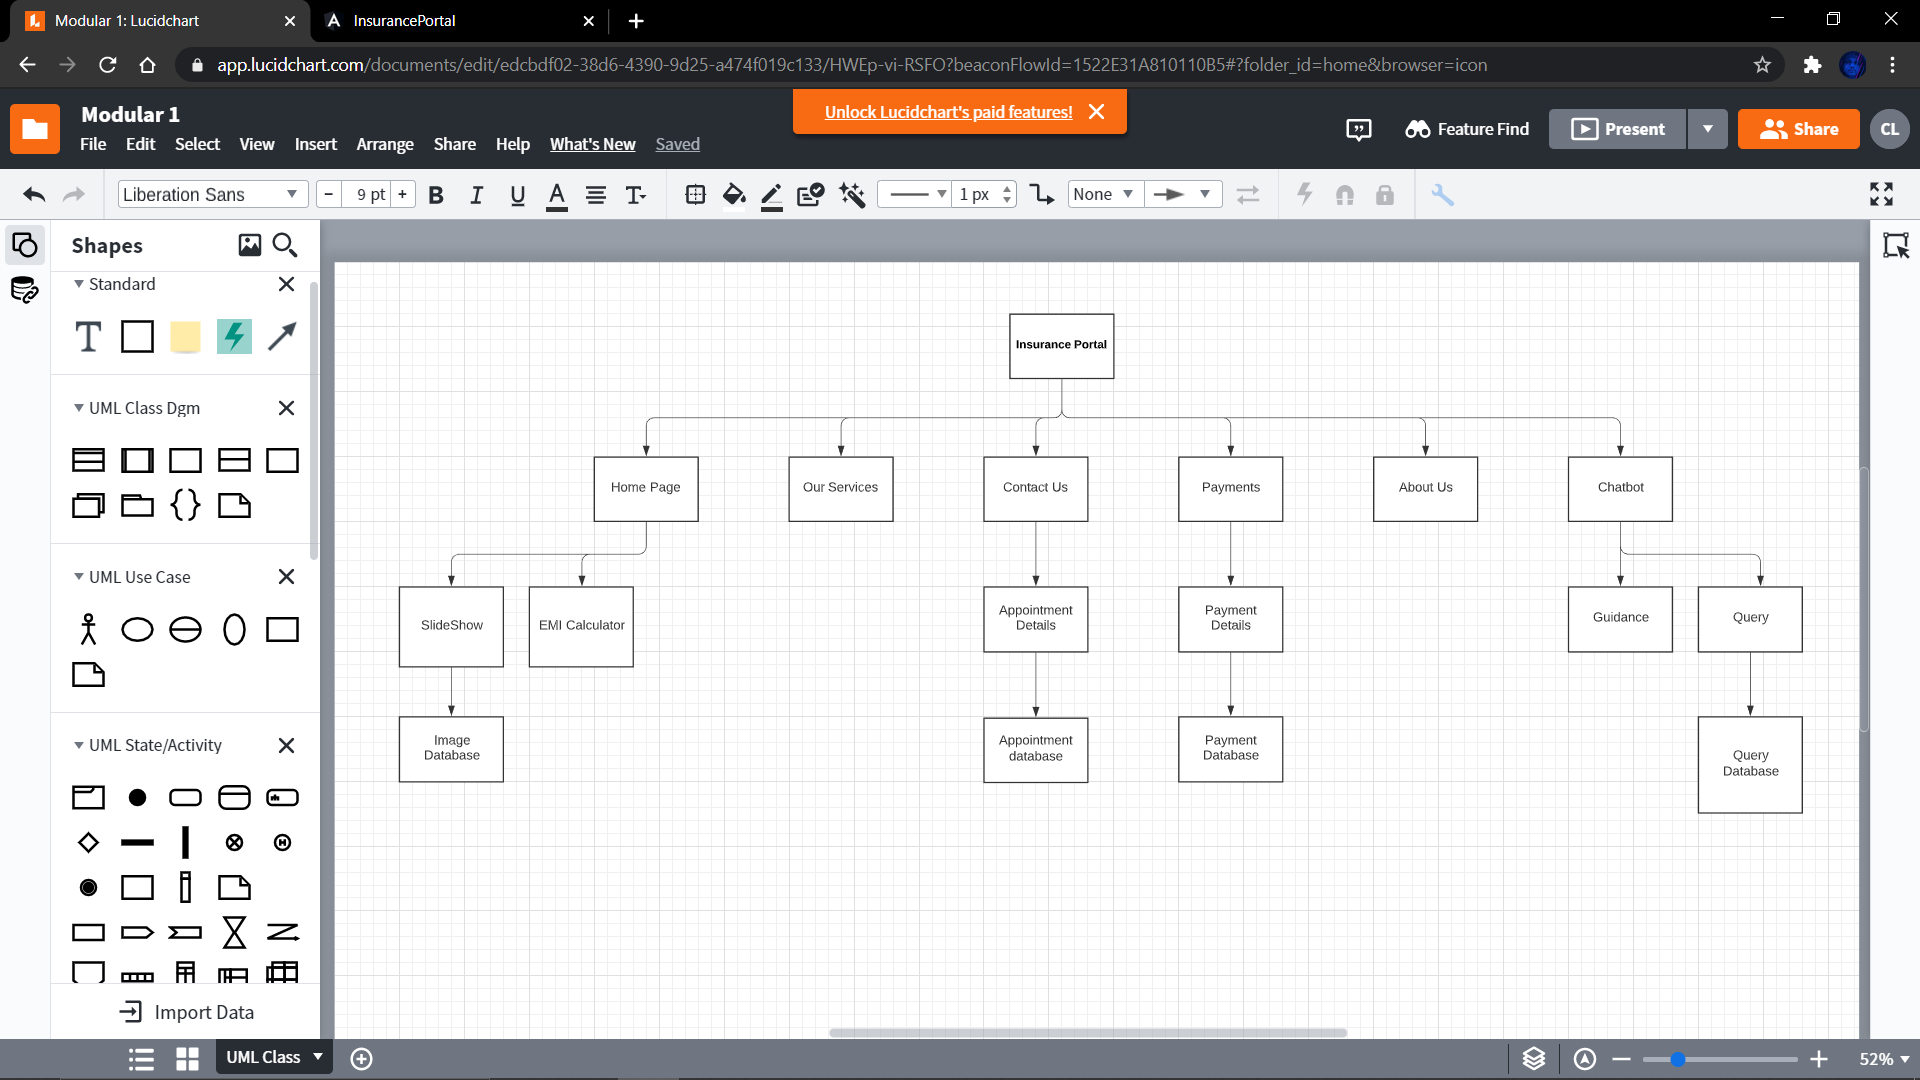 Modular 1: Lucidchart
InsurancePortal
app.lucidchart.com/documents/edit/edcbdf02-38d6-4390-9d25-a474f019c133/HWEp-vi-RSFO?beaconFlowId=1522E31A810110B5#?folder_id=home&browser=icon
Modular 1
Unlock Lucidchart's paid features!
File Edit Select View Insert Arrange Share Help What's New Saved
Feature Find
Present
Share
CL
Liberation Sans
9 pt
1 px
None
Shapes
Standard
UML Class Dgm
UML Use Case
UML State/Activity
Import Data
Insurance Portal
Home Page
Our Services
Contact Us
Payments
About Us
Chatbot
SlideShow
EMI Calculator
Appointment
Details
Payment
Details
Guidance
Query
Image
Database
Appointment
database
Payment
Database
Query
Database
UML Class
52%